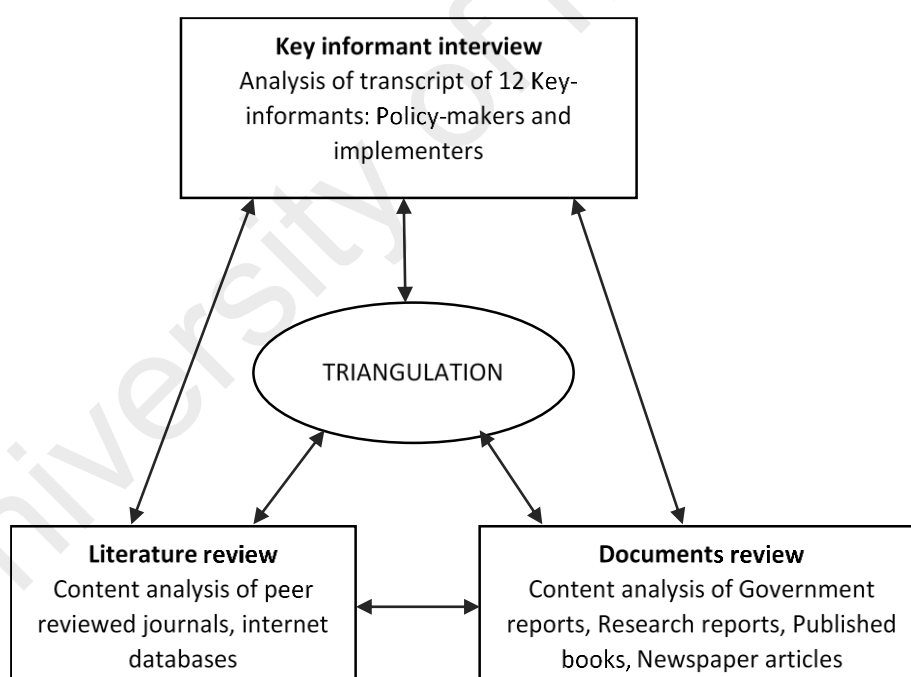 Key informant interview
Analysis of transcript of 12 Key-
informants: Policy-makers and
implementers
TRIANGULATION
Literature review
Content analysis of peer
reviewed journals, internet
databases
Documents review
Content analysis of Government
reports, Research reports, Published
books, Newspaper articles
University of